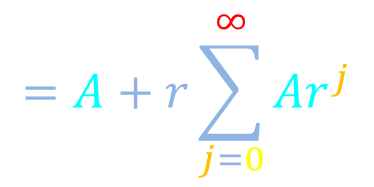 = A + r ∑_{j=0}^{∞} Ar^j